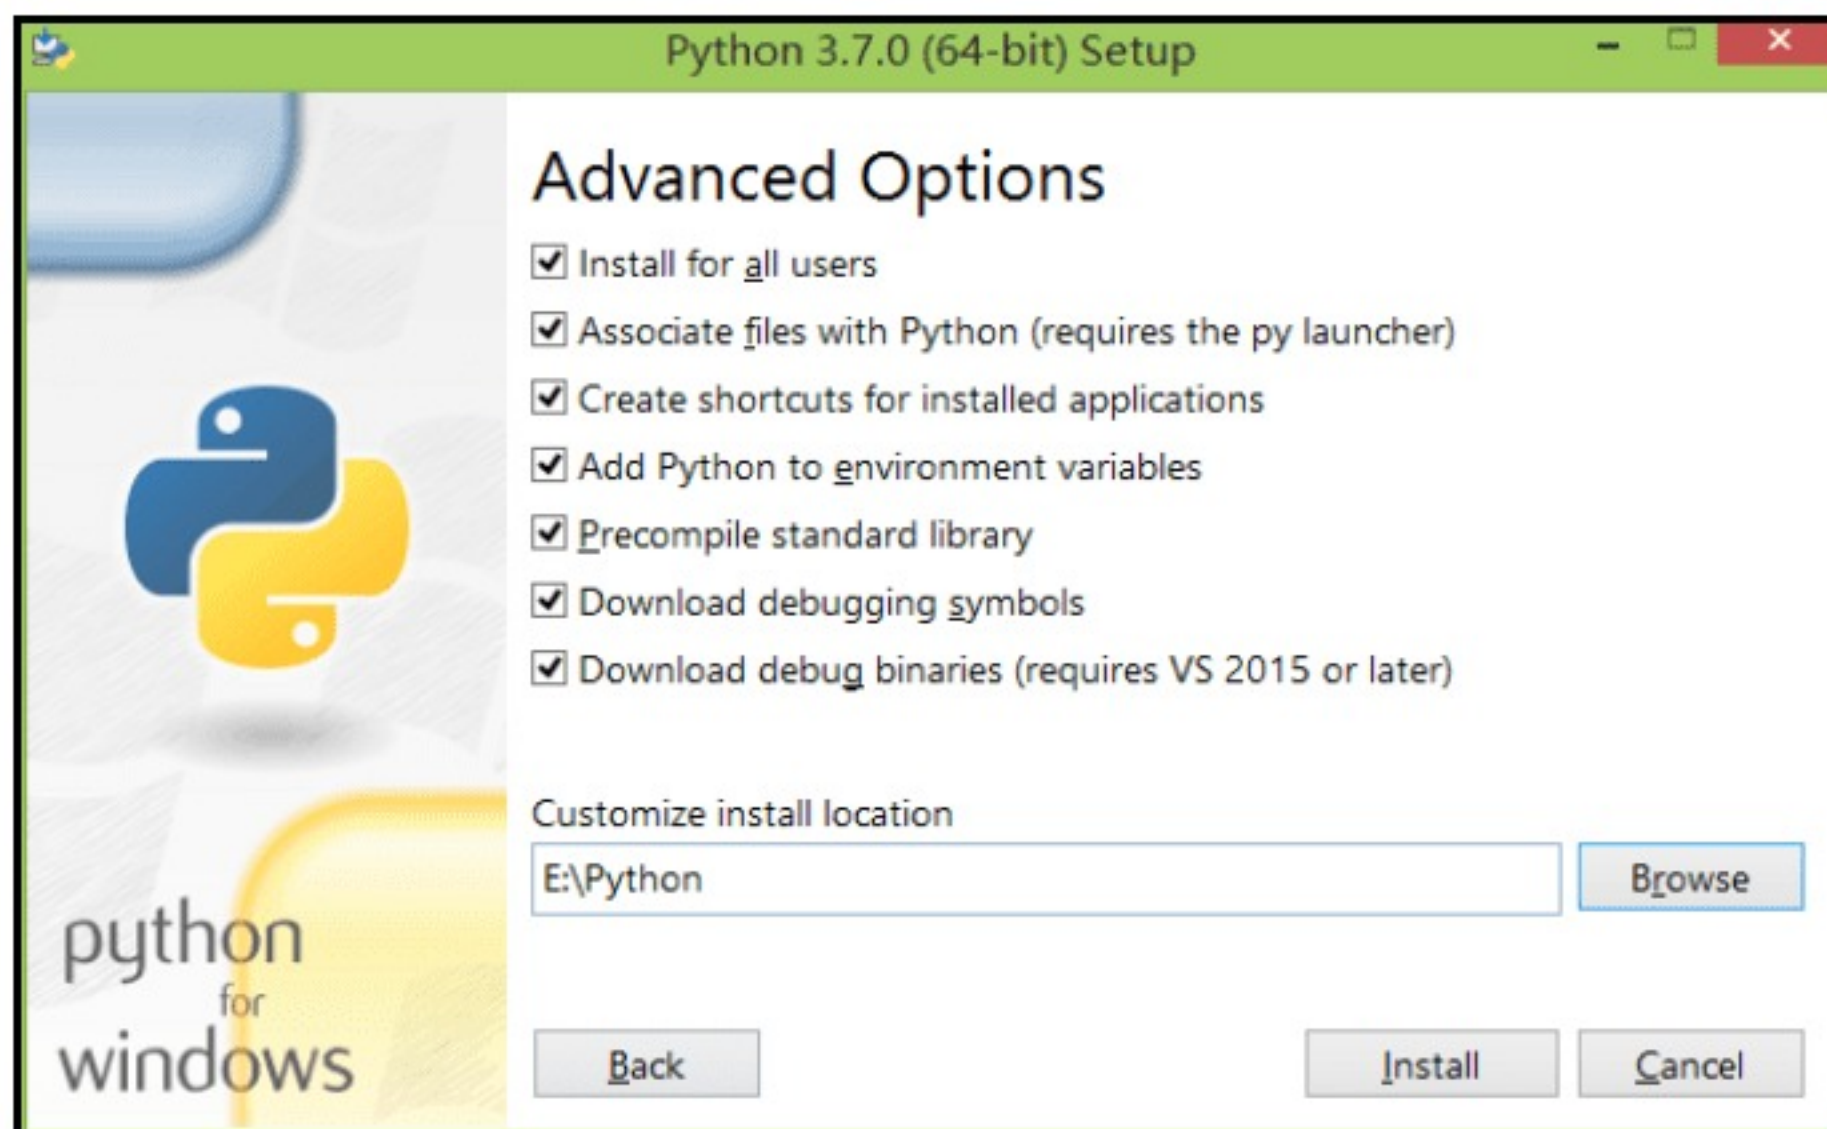 Python 3.7.0 (64-bit) Setup
Advanced Options
Install for all users
Associate files with Python (requires the py launcher)
Create shortcuts for installed applications
Add Python to environment variables
Precompile standard library
Download debugging symbols
Download debug binaries (requires VS 2015 or later)
Customize install location
E:\Python
Browse
python
for
windows
Back
Install
Cancel